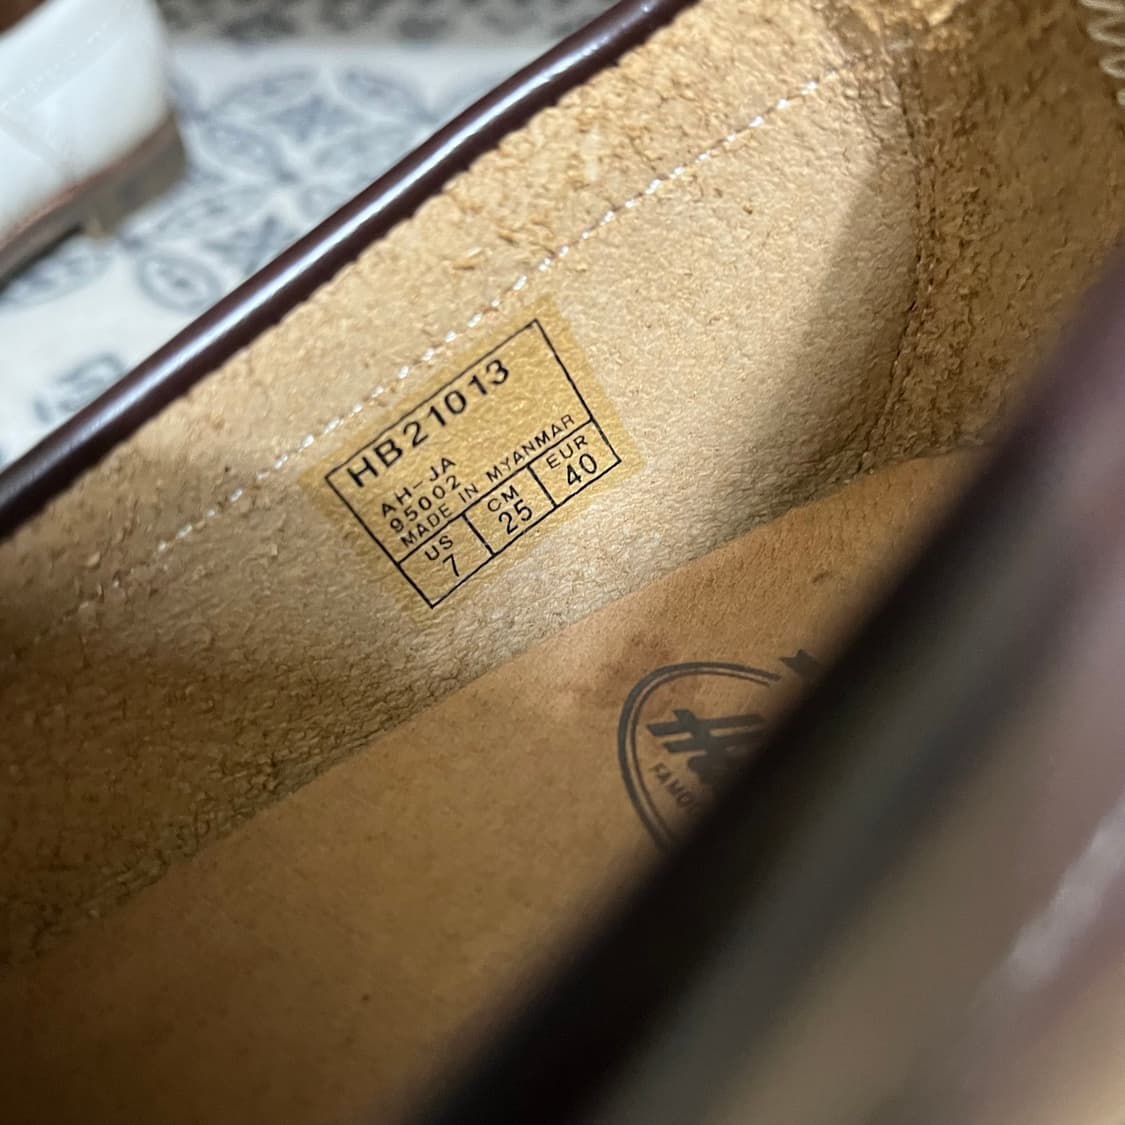 HB21013
AH-JA
95002
MADE IN MYANMAR
US CM EUR
7 25 40